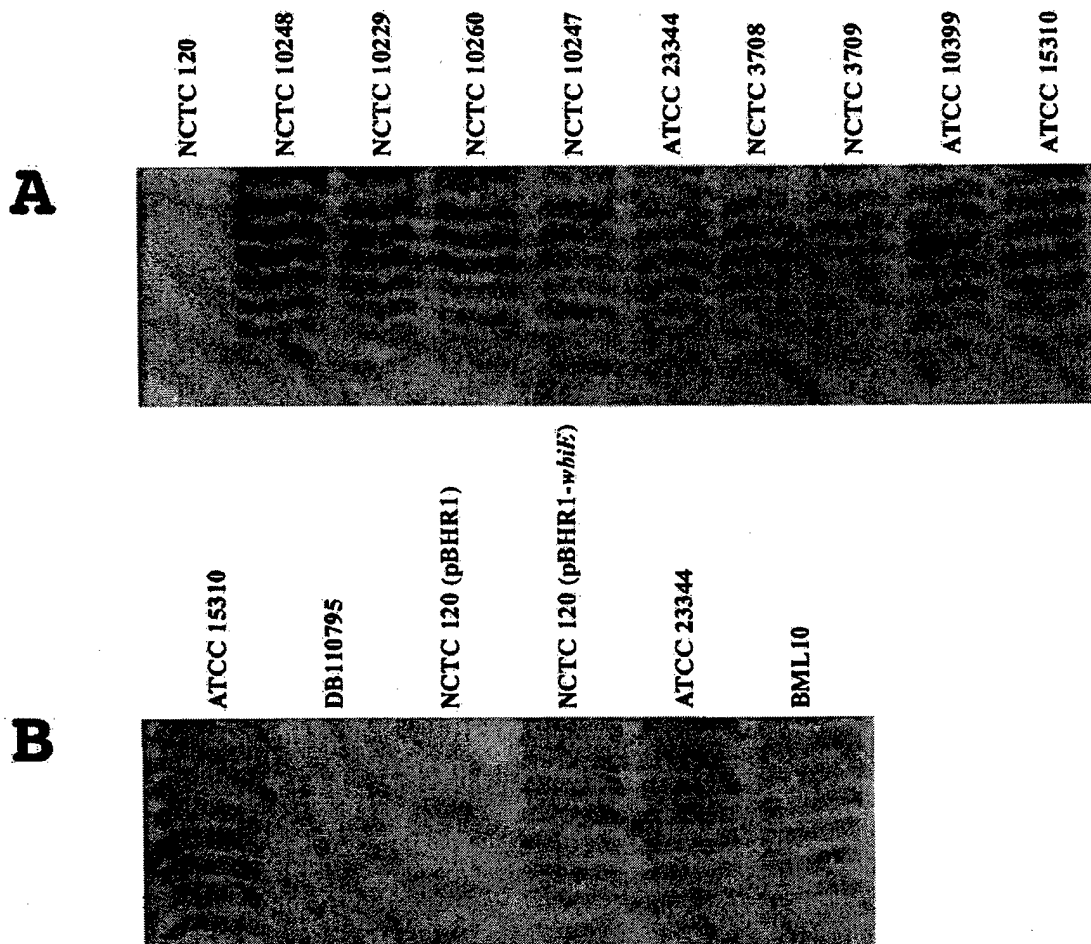 A
NCTC 120
NCTC 10248
NCTC 10229
NCTC 10260
NCTC 10247
ATCC 23344
NCTC 3708
NCTC 3709
ATCC 10399
ATCC 15310
B
ATCC 15310
DB110795
NCTC 120 (pBHR1)
NCTC 120 (pBHR1-wbiE)
ATCC 23344
BML10